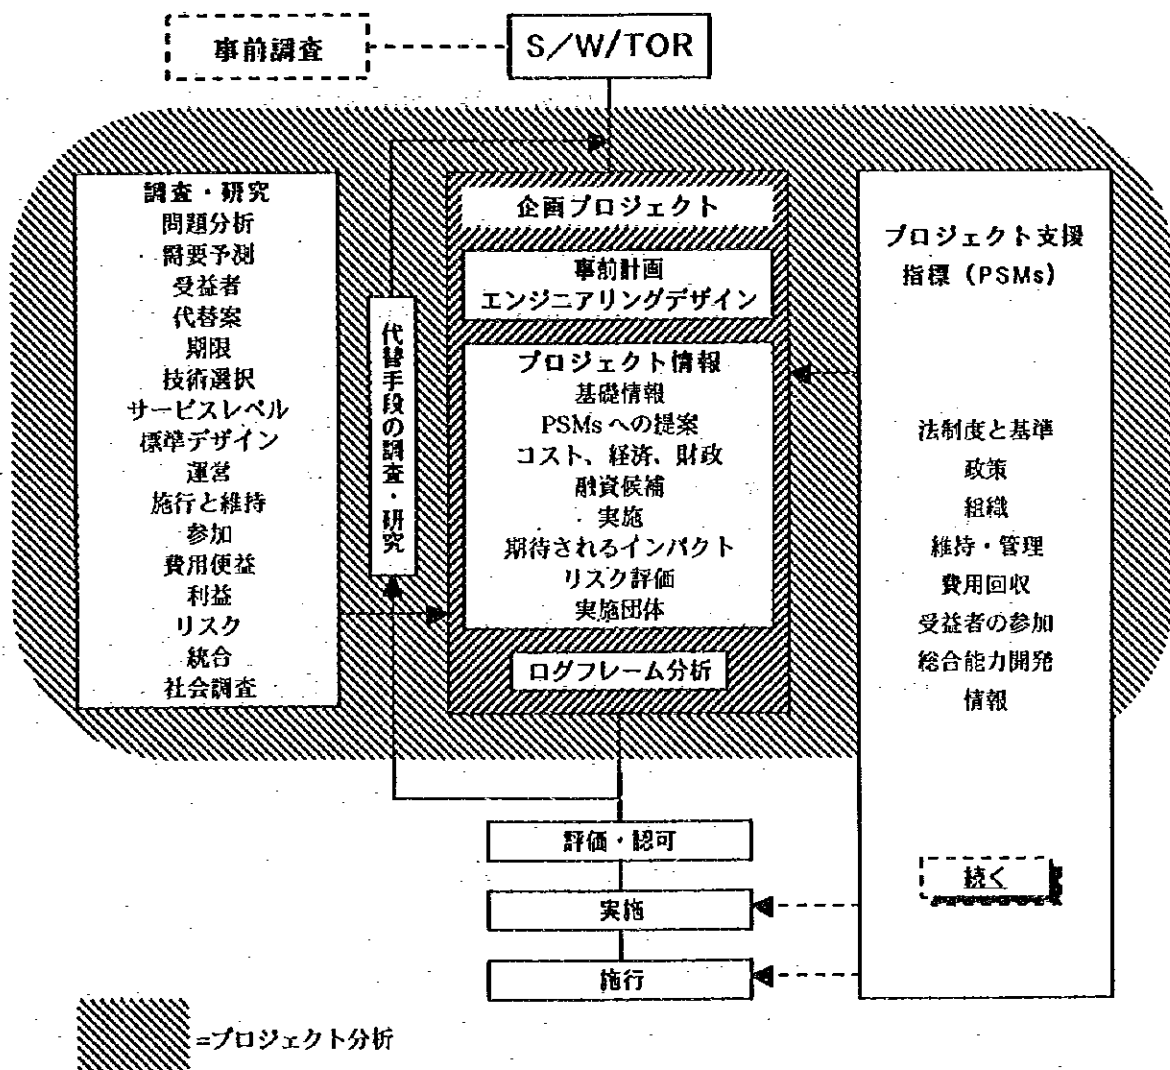 事前調査
S/W/TOR
調査・研究
問題分析
需要予測
受益者
代替案
期限
技術選択
サービスレベル
標準デザイン
運営
施行と維持
参加
費用便益
利益
リスク
統合
社会調査
代替手段の調査・研究
企画プロジェクト
事前計画
エンジニアリングデザイン
プロジェクト情報
基礎情報
PSMsへの提案
コスト、経済、財政
融資候補
実施
期待されるインパクト
リスク評価
実施団体
ログフレーム分析
プロジェクト支援
指標（PSMs）
法制度と基準
政策
組織
維持・管理
費用回収
受益者の参加
総合能力開発
情報
続く
評価・認可
実施
施行
=プロジェクト分析